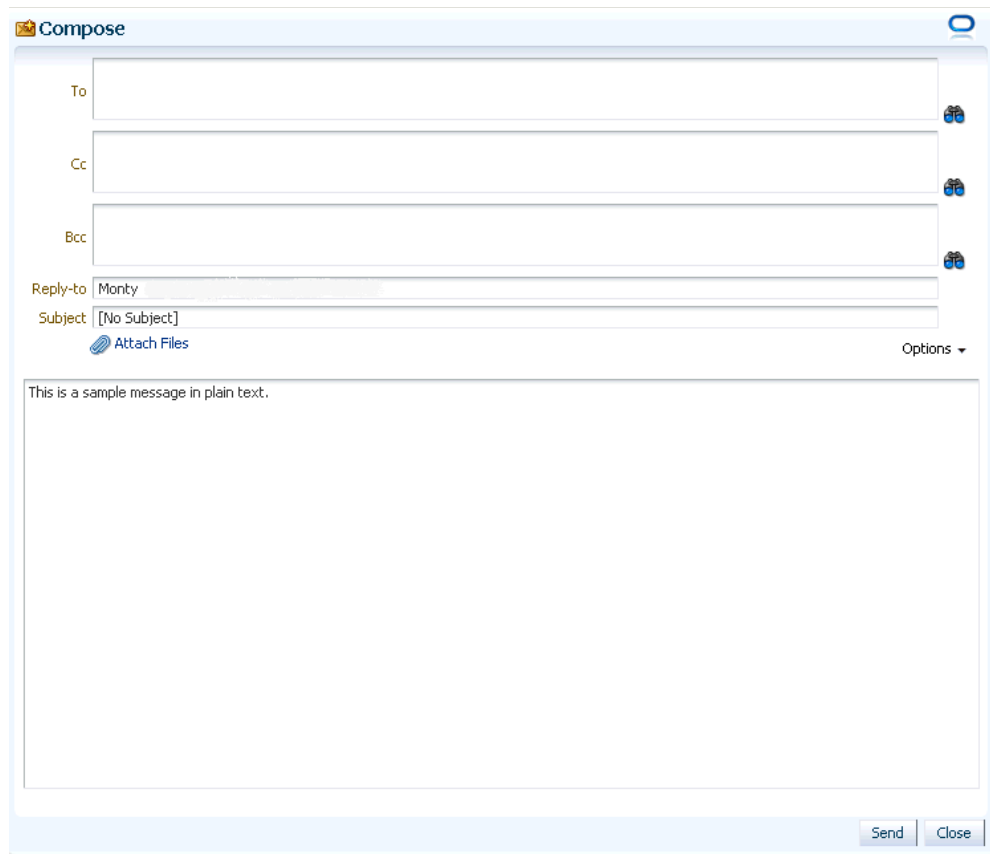 Compose
To
Cc
Bcc
Reply-to Monty
Subject [No Subject]
Attach Files
Options
This is a sample message in plain text.
Send Close